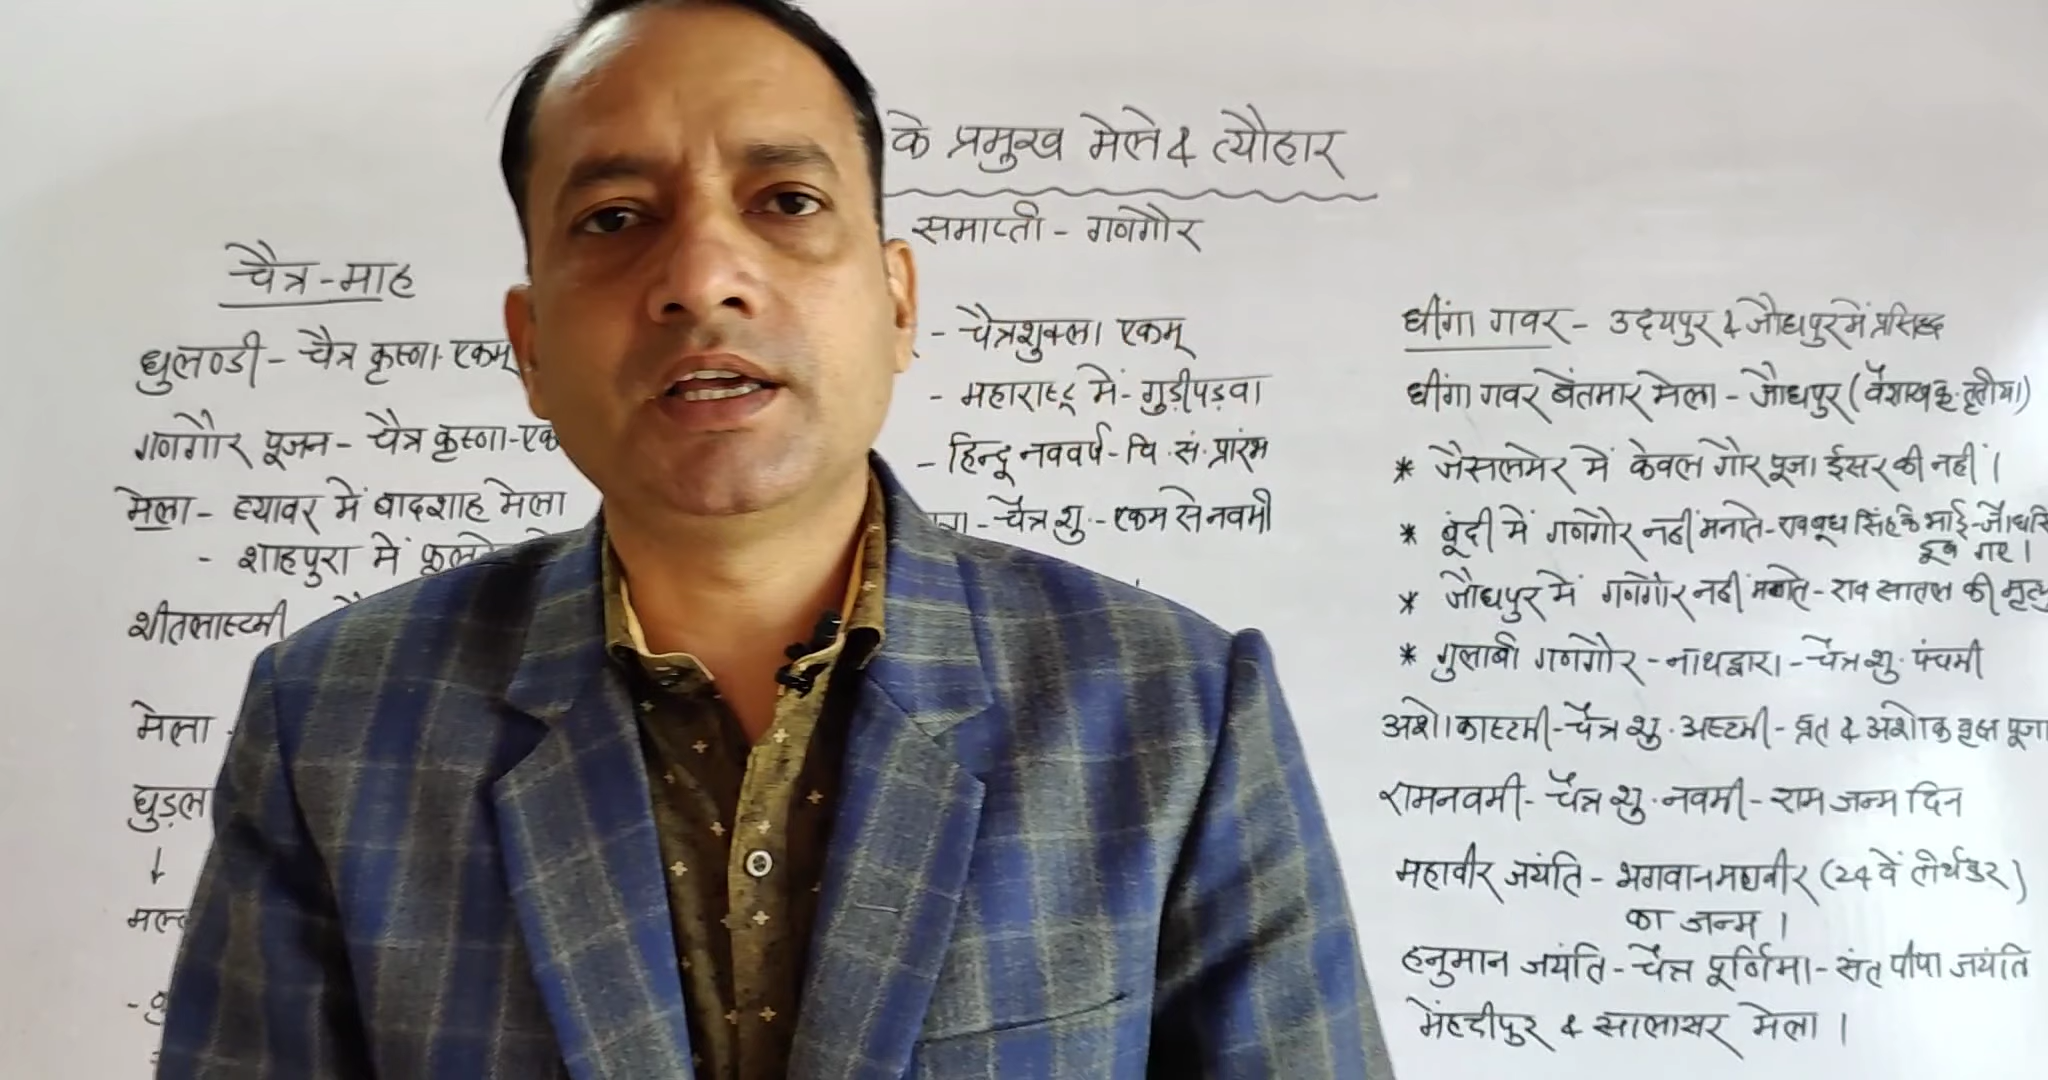 के प्रमुख मेले & त्यौहार
समाप्ती - गणगौर
चैत्र-माह
धुलण्डी - चैत्र कृष्णा एकम्
गणगौर पूजन - चैत्र कृष्णा-एक
मेला - ब्यावर में बादशाह मेला
- शाहपुरा में
शीतलाष्टमी
मेला -
घुड़ला
↓
- चैत्रशुक्ला एकम्
- महाराष्ट्र में - गुड़ीपड़वा
- हिन्दू नववर्ष - वि. सं. प्रारंभ
- चैत्र शु. - एकम से नवमी
धींगा गवर - उदयपुर & जौधपुर में प्रसिद्ध
धींगा गवर बेंतमार मेला - जौधपुर (वैशाख कृ. तृतीया)
* जैसलमेर में केवल गौर पूजा ईसर की नहीं।
* बूंदी में गणगौर नहीं मनाते - राव बूध सिंह के भाई - जौध
डूब गए।
* जौधपुर में गणगौर नहीं मनाते - राव सातल की मृत्यु
* गुलाबी गणगौर - नाथद्वारा - चैत्र शु. पंचमी
अशोकाष्टमी - चैत्र शु. अष्टमी - व्रत & अशोक वृक्ष पूजा
रामनवमी - चैत्र शु. नवमी - राम जन्म दिन
महावीर जयंति - भगवान महावीर (24 वें तीर्थंकर)
का जन्म।
हनुमान जयंति - चैत्र पूर्णिमा - संत पीपा जयंति
मेंहदीपुर & सालासर मेला।